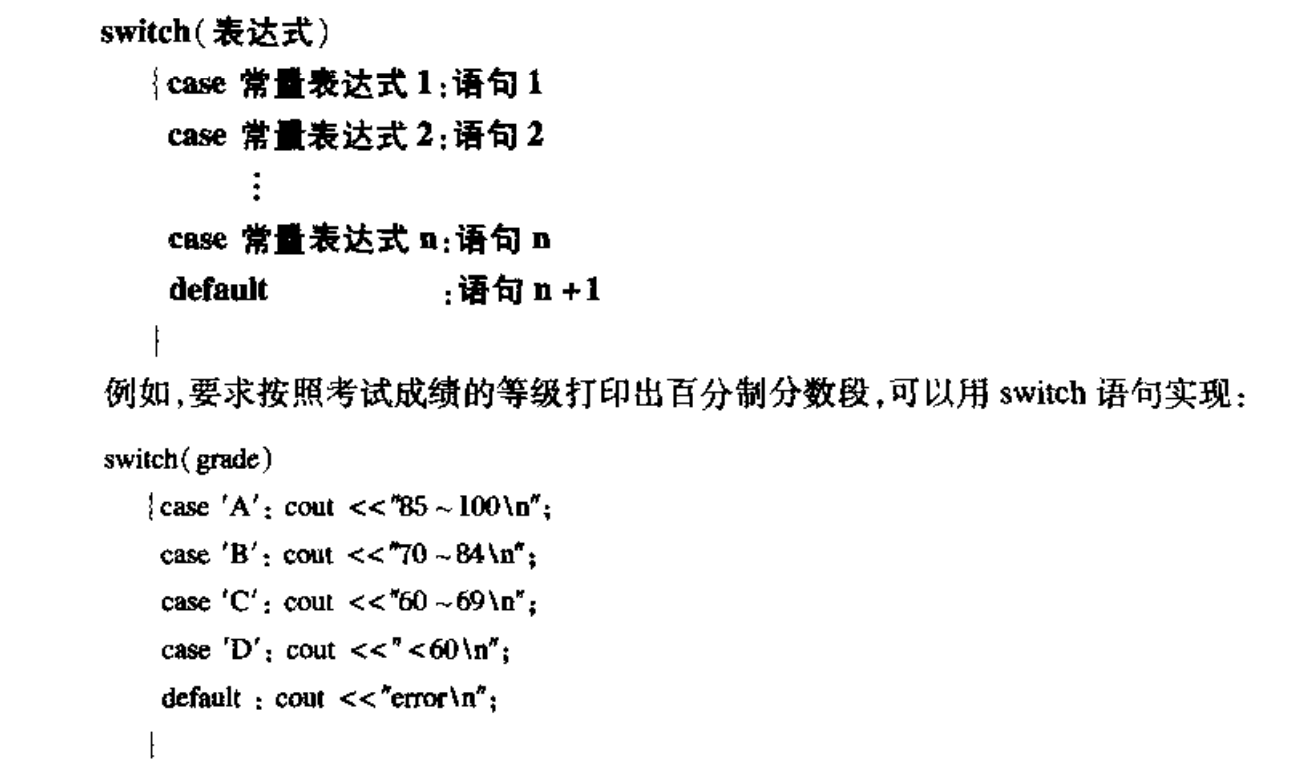 switch(表达式)
{case 常量表达式 1:语句 1
case 常量表达式 2:语句 2
⋮
case 常量表达式 n:语句 n
default :语句 n +1
}
例如,要求按照考试成绩的等级打印出百分制分数段,可以用 switch 语句实现:
switch(grade)
{case 'A': cout <<"85 ~ 100\n";
case 'B': cout <<"70 ~ 84\n";
case 'C': cout <<"60 ~ 69\n";
case 'D': cout <<" <60\n";
default : cout <<"error\n";
}